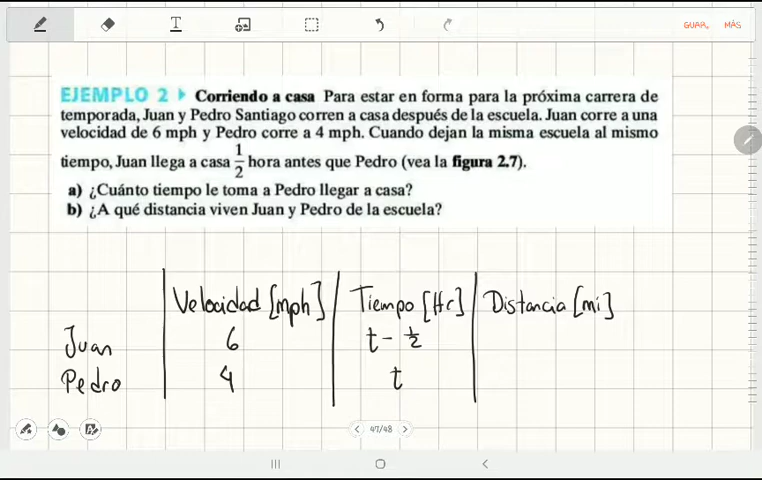 GUAR. MÁS
EJEMPLO 2 Corriendo a casa Para estar en forma para la próxima carrera de
temporada, Juan y Pedro Santiago corren a casa después de la escuela. Juan corre a una
velocidad de 6 mph y Pedro corre a 4 mph. Cuando dejan la misma escuela al mismo
tiempo, Juan llega a casa 1/2 hora antes que Pedro (vea la figura 2.7).
a) ¿Cuánto tiempo le toma a Pedro llegar a casa?
b) ¿A qué distancia viven Juan y Pedro de la escuela?
Velocidad [mph] Tiempo [Hr] Distancia [mi]
Juan 6 t - 1/2
Pedro 4 t
47/48